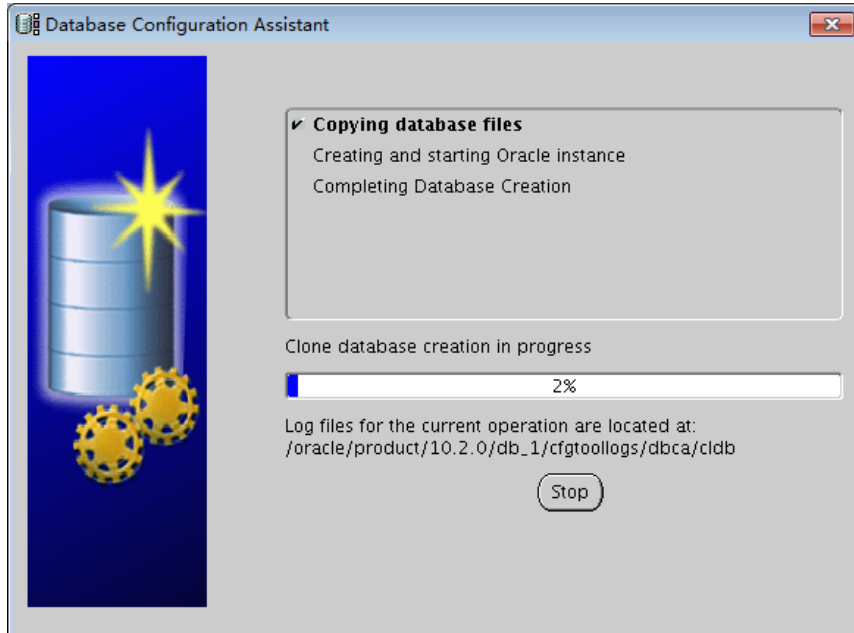 Database Configuration Assistant
Copying database files
Creating and starting Oracle instance
Completing Database Creation
Clone database creation in progress
2%
Log files for the current operation are located at:
/oracle/product/10.2.0/db_1/cfgtoollogs/dbca/cldb
Stop